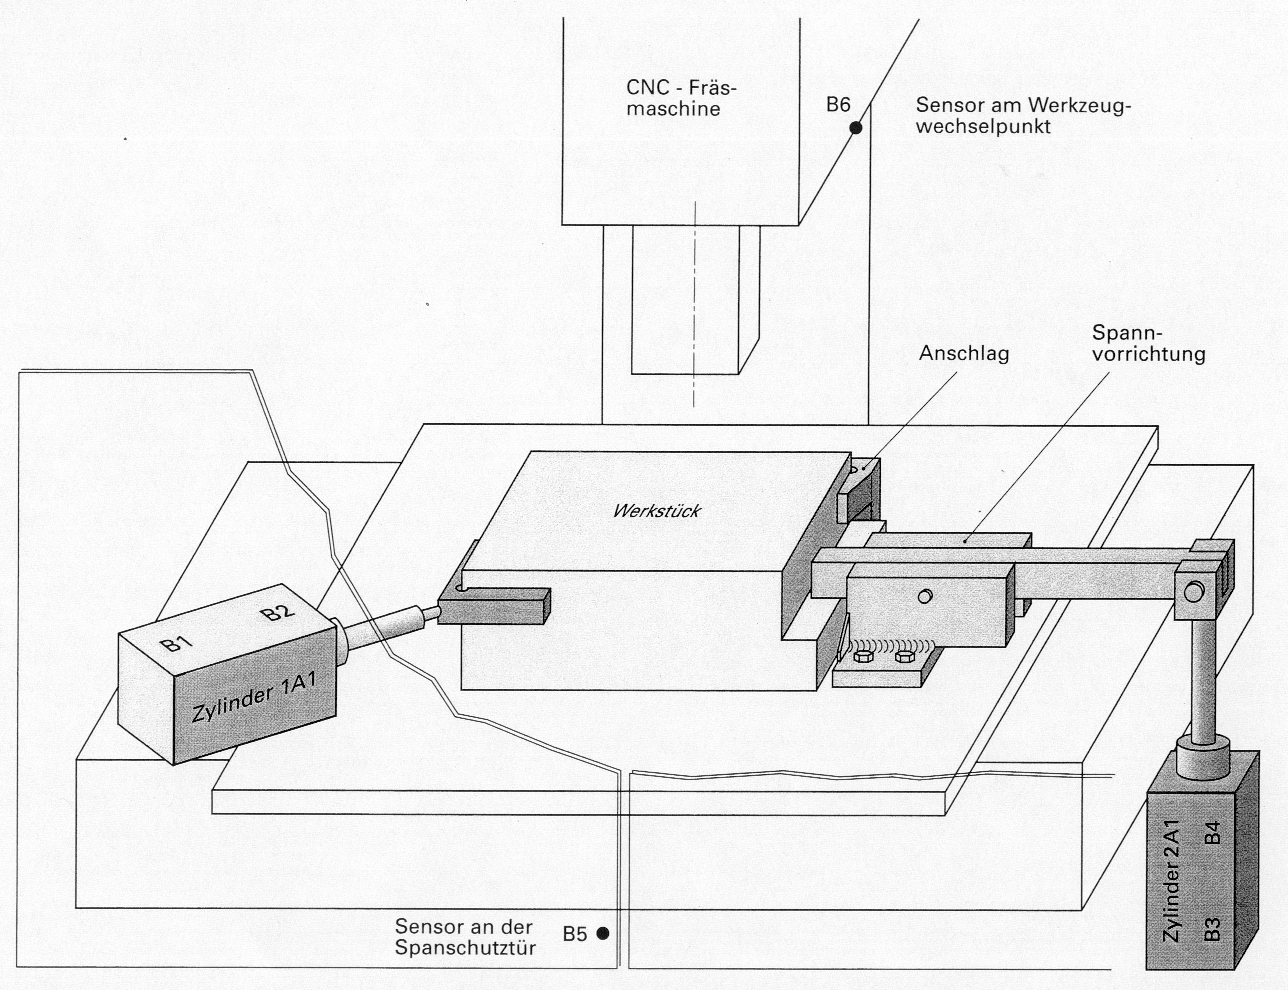 CNC - Fräs-
maschine
B6
Sensor am Werkzeug-
wechselpunkt
Spann-
vorrichtung
Anschlag
Werkstück
B1
B2
Zylinder 1A1
Zylinder 2A1
B3
B4
Sensor an der
Spanschutztür
B5